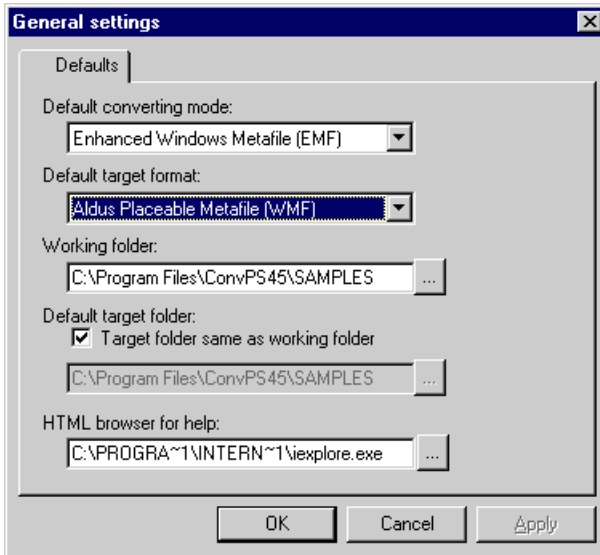 General settings
Defaults
Default converting mode:
Enhanced Windows Metafile (EMF)
Default target format:
Aldus Placeable Metafile (WMF)
Working folder:
C:\Program Files\ConvPS45\SAMPLES
...
Default target folder:
Target folder same as working folder
C:\Program Files\ConvPS45\SAMPLES
...
HTML browser for help:
C:\PROGRA~1\INTERN~1\iexplore.exe
...
OK Cancel Apply